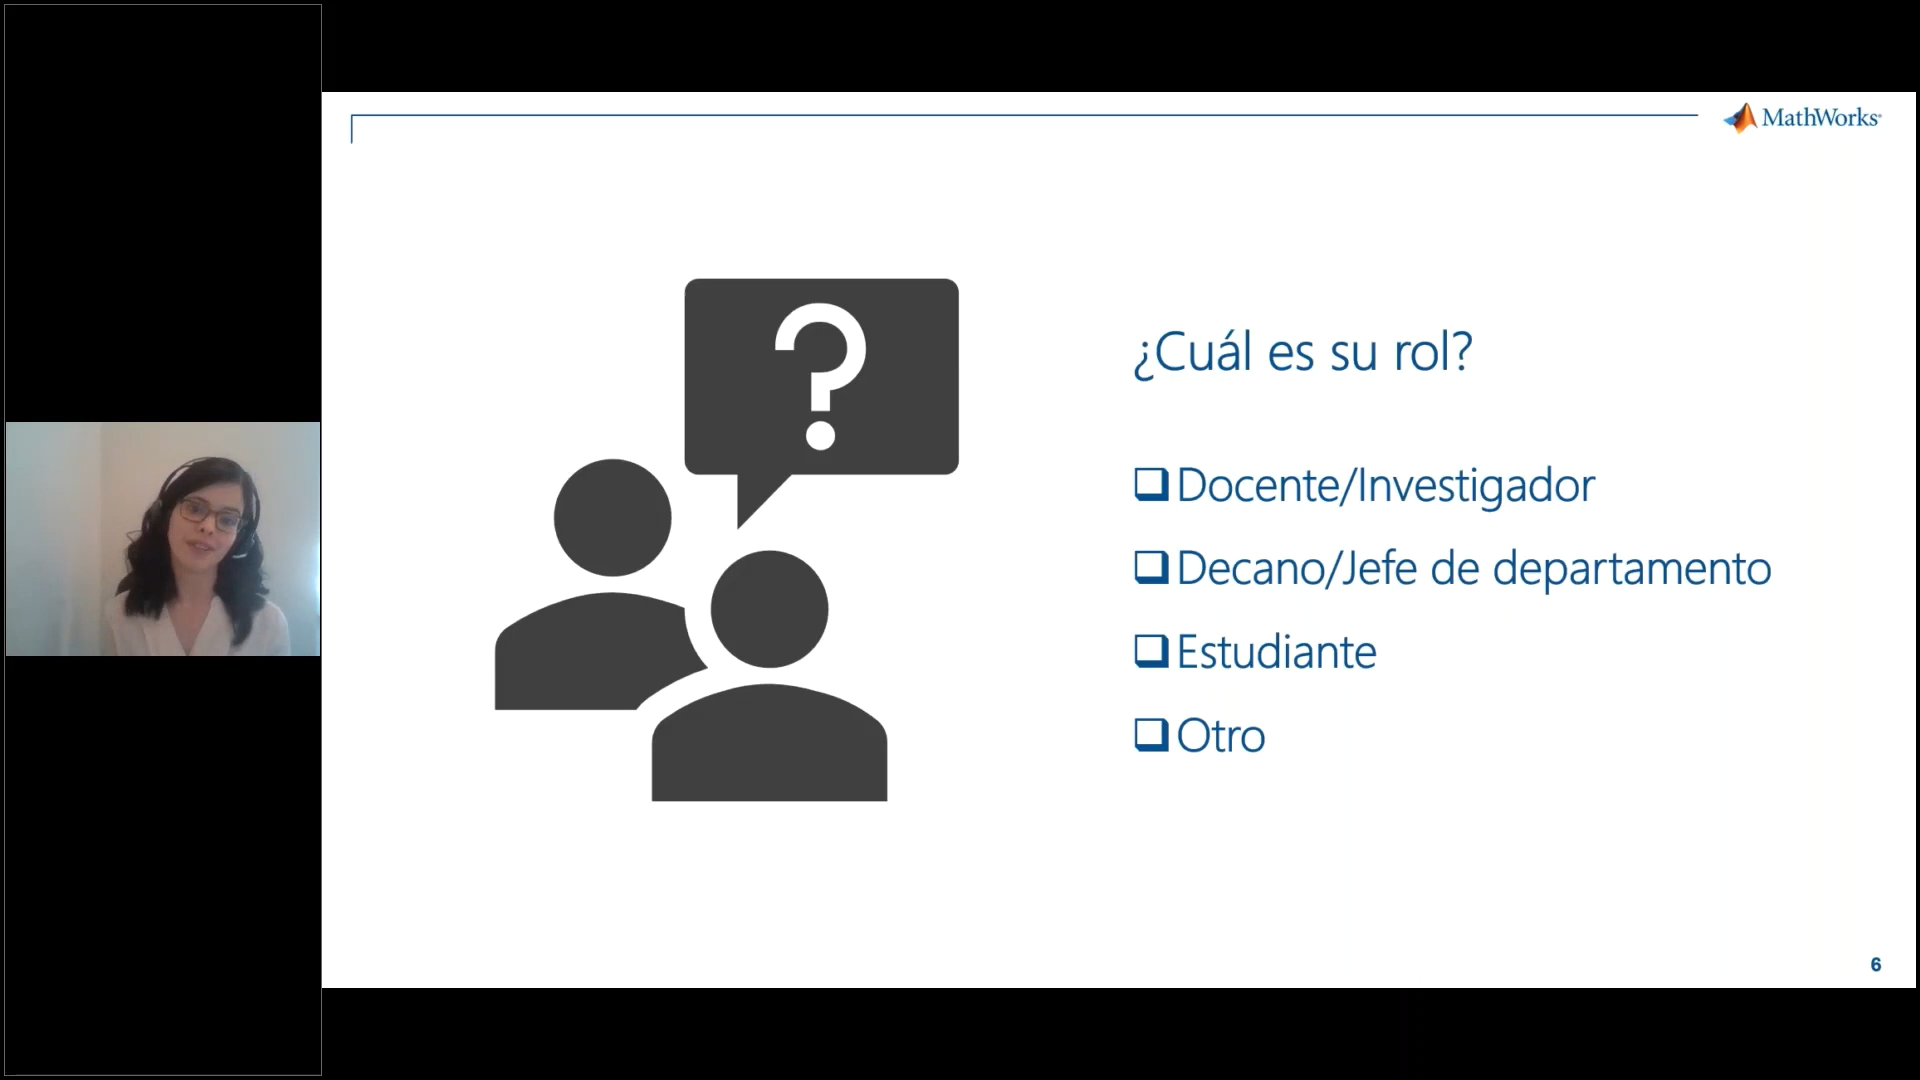 MathWorks®
?
¿Cuál es su rol?
❑ Docente/Investigador
❑ Decano/Jefe de departamento
❑ Estudiante
❑ Otro
6